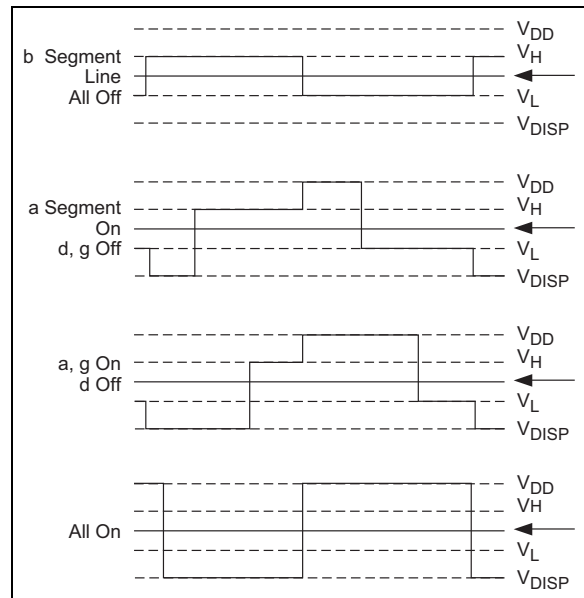 V_DD
b Segment V_H
Line
All Off V_L
V_DISP
V_DD
a Segment V_H
On
d, g Off V_L
V_DISP
V_DD
a, g On V_H
d Off
V_L
V_DISP
V_DD
VH
All On
V_L
V_DISP